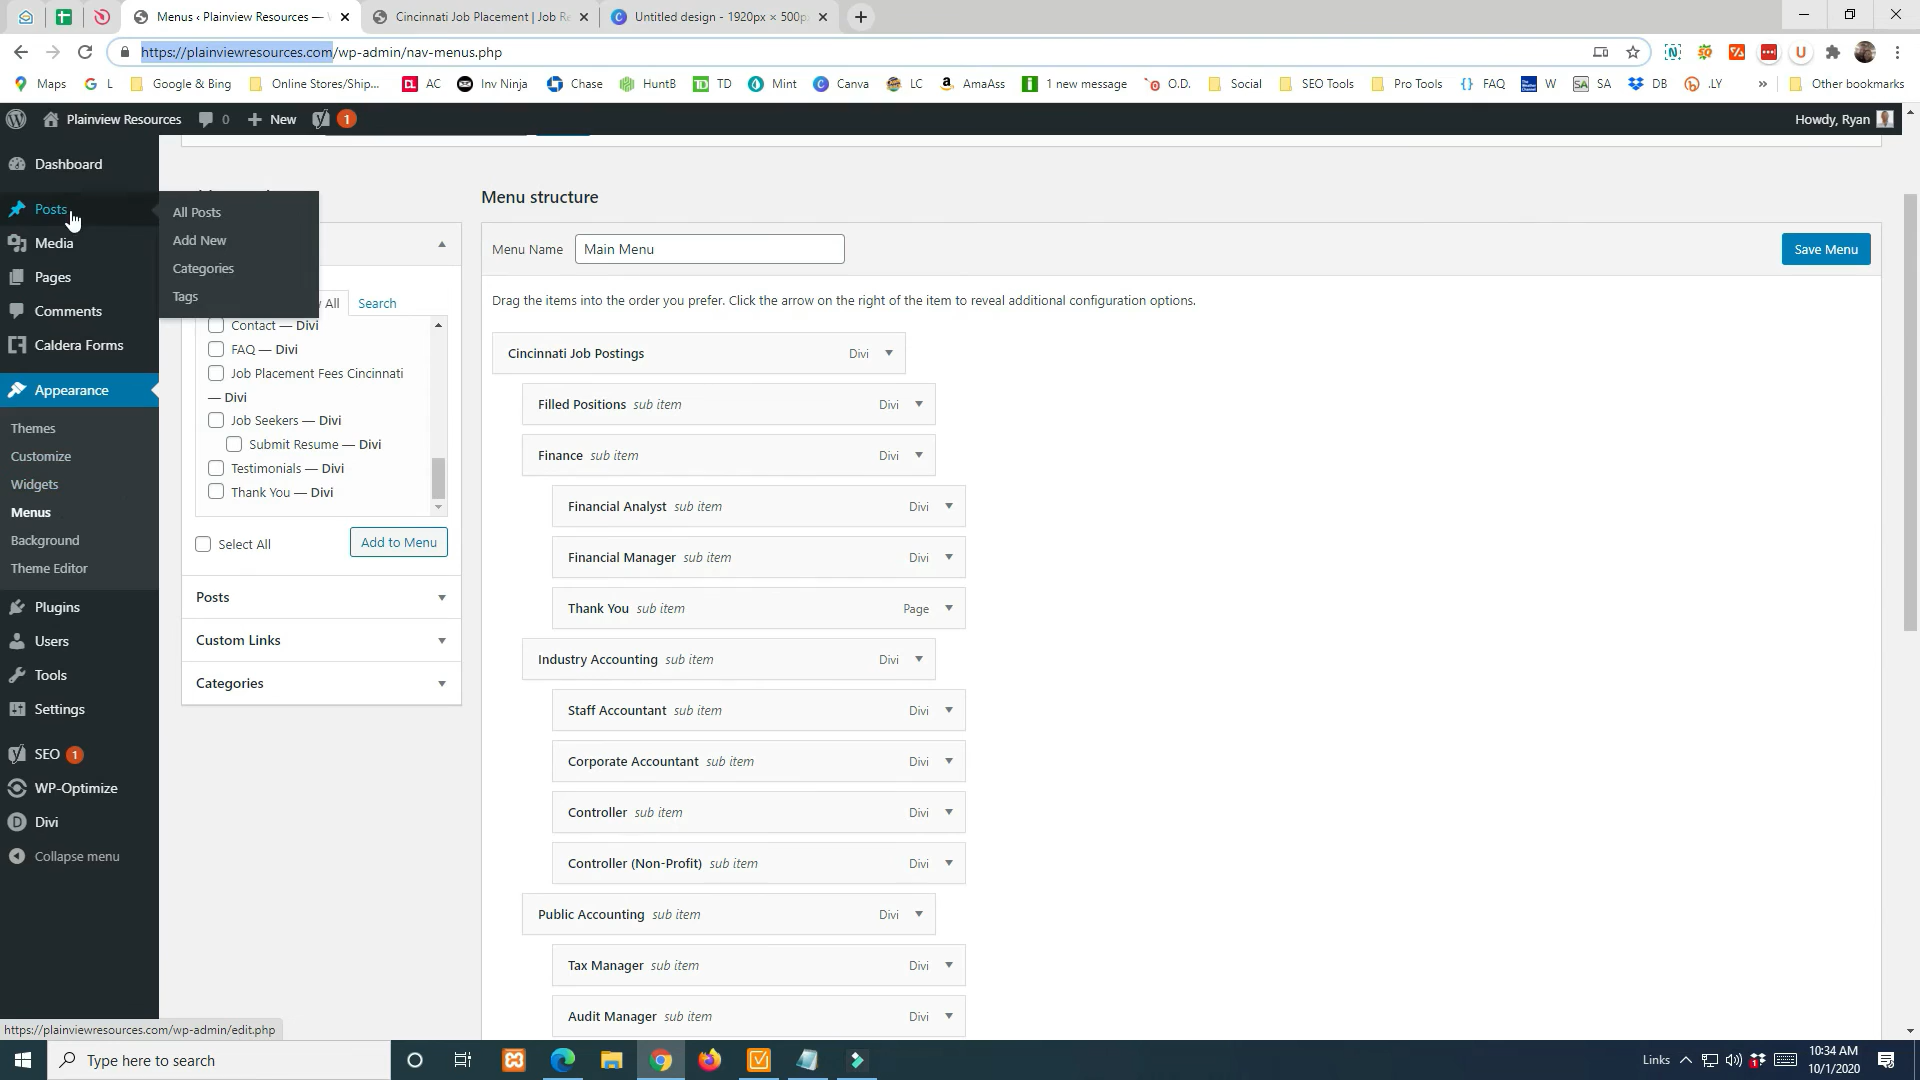 Menus ‹ Plainview Resources —
Cincinnati Job Placement | Job Re
Untitled design - 1920px × 500p
https://plainviewresources.com/wp-admin/nav-menus.php
Maps
L
Google & Bing
Online Stores/Ship...
AC
Inv Ninja
Chase
HuntB
TD
Mint
Canva
LC
AmaAss
1 new message
O.D.
Social
SEO Tools
Pro Tools
FAQ
W
SA
DB
.LY
»
Other bookmarks
Plainview Resources
0
New
1
Howdy, Ryan
Dashboard
Posts
Media
Pages
Comments
Caldera Forms
Appearance
Themes
Customize
Widgets
Menus
Background
Theme Editor
Plugins
Users
Tools
Settings
SEO 1
WP-Optimize
Divi
Collapse menu
All Posts
Add New
Categories
Tags
All
Search
Contact — Divi
FAQ — Divi
Job Placement Fees Cincinnati
— Divi
Job Seekers — Divi
Submit Resume — Divi
Testimonials — Divi
Thank You — Divi
Select All
Add to Menu
Posts
Custom Links
Categories
Menu structure
Menu Name
Main Menu
Save Menu
Drag the items into the order you prefer. Click the arrow on the right of the item to reveal additional configuration options.
Cincinnati Job Postings Divi
Filled Positions sub item Divi
Finance sub item Divi
Financial Analyst sub item Divi
Financial Manager sub item Divi
Thank You sub item Page
Industry Accounting sub item Divi
Staff Accountant sub item Divi
Corporate Accountant sub item Divi
Controller sub item Divi
Controller (Non-Profit) sub item Divi
Public Accounting sub item Divi
Tax Manager sub item Divi
Audit Manager sub item Divi
https://plainviewresources.com/wp-admin/edit.php
Type here to search
Links
10:34 AM
10/1/2020